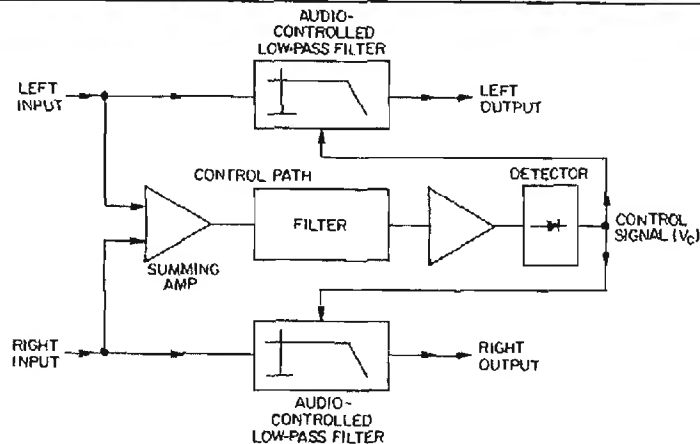 AUDIO-
CONTROLLED
LOW-PASS FILTER
LEFT
INPUT
LEFT
OUTPUT
CONTROL PATH
DETECTOR
FILTER
CONTROL
SIGNAL (VC)
SUMMING
AMP
RIGHT
INPUT
RIGHT
OUTPUT
AUDIO-
CONTROLLED
LOW-PASS FILTER